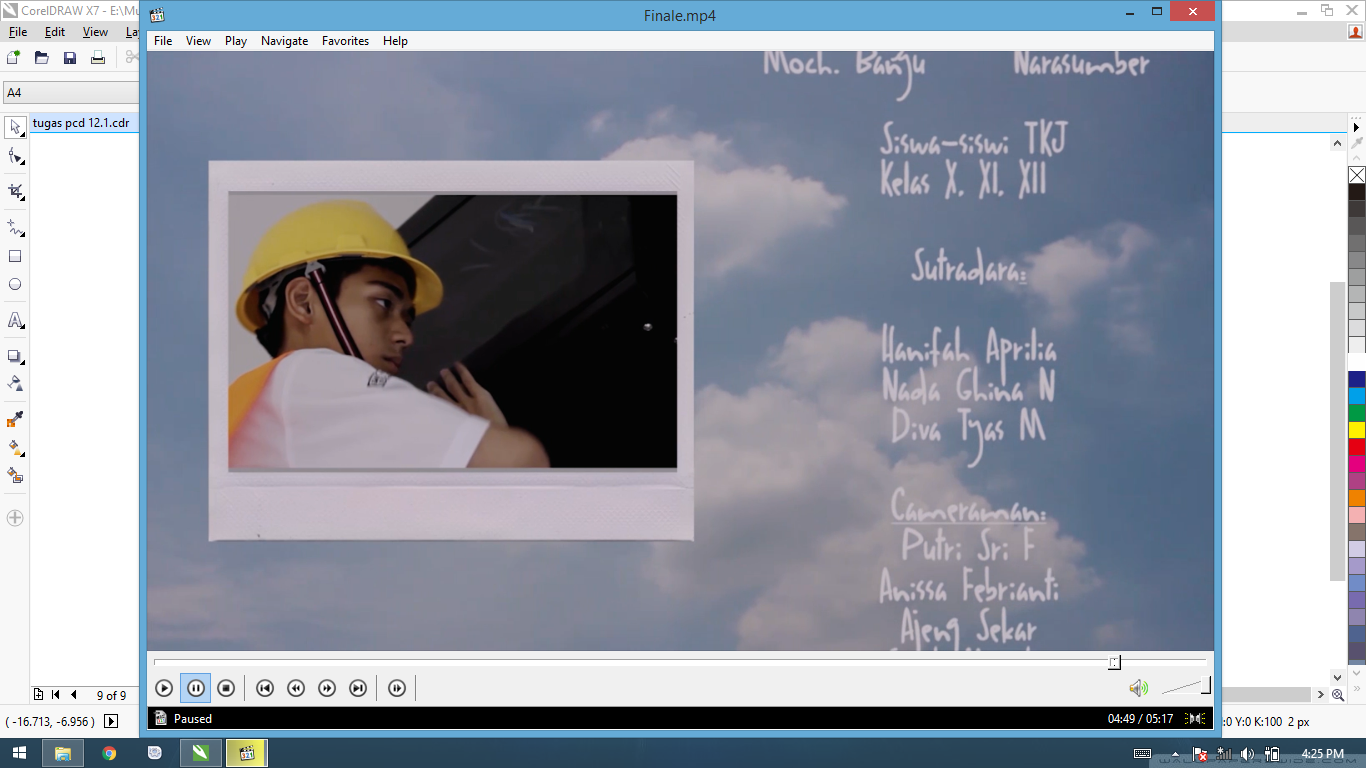 CorelDRAW X7 - E:\Mu
Finale.mp4
File Edit View La
File View Play Navigate Favorites Help
A4
tugas pcd 12.1.cdr
Moch. Bangu Narasumber
Siswa-siswi TKJ
Kelas X, XI, XII
Sutradara:
Hanifah Aprilia
Nada Ghina N
Diva Tyas M
Cameraman:
Putri Sri F
Anissa Febrianti
Ajeng Sekar
9 of 9
( -16.713, -6.956 )
Paused
04:49 / 05:17
:0 Y:0 K:100 2 px
4:25 PM